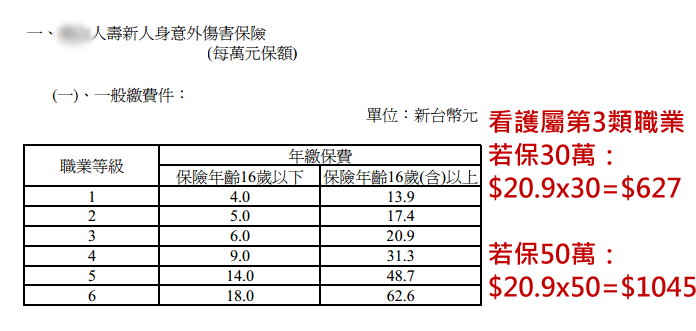 一、人壽新人身意外傷害保險
(每萬元保額)
(一)、一般繳費件：
單位：新台幣元
職業等級 年繳保費
保險年齡16歲以下 保險年齡16歲(含)以上
1 4.0 13.9
2 5.0 17.4
3 6.0 20.9
4 9.0 31.3
5 14.0 48.7
6 18.0 62.6
看護屬第3類職業
若保30萬：
$20.9x30=$627
若保50萬：
$20.9x50=$1045